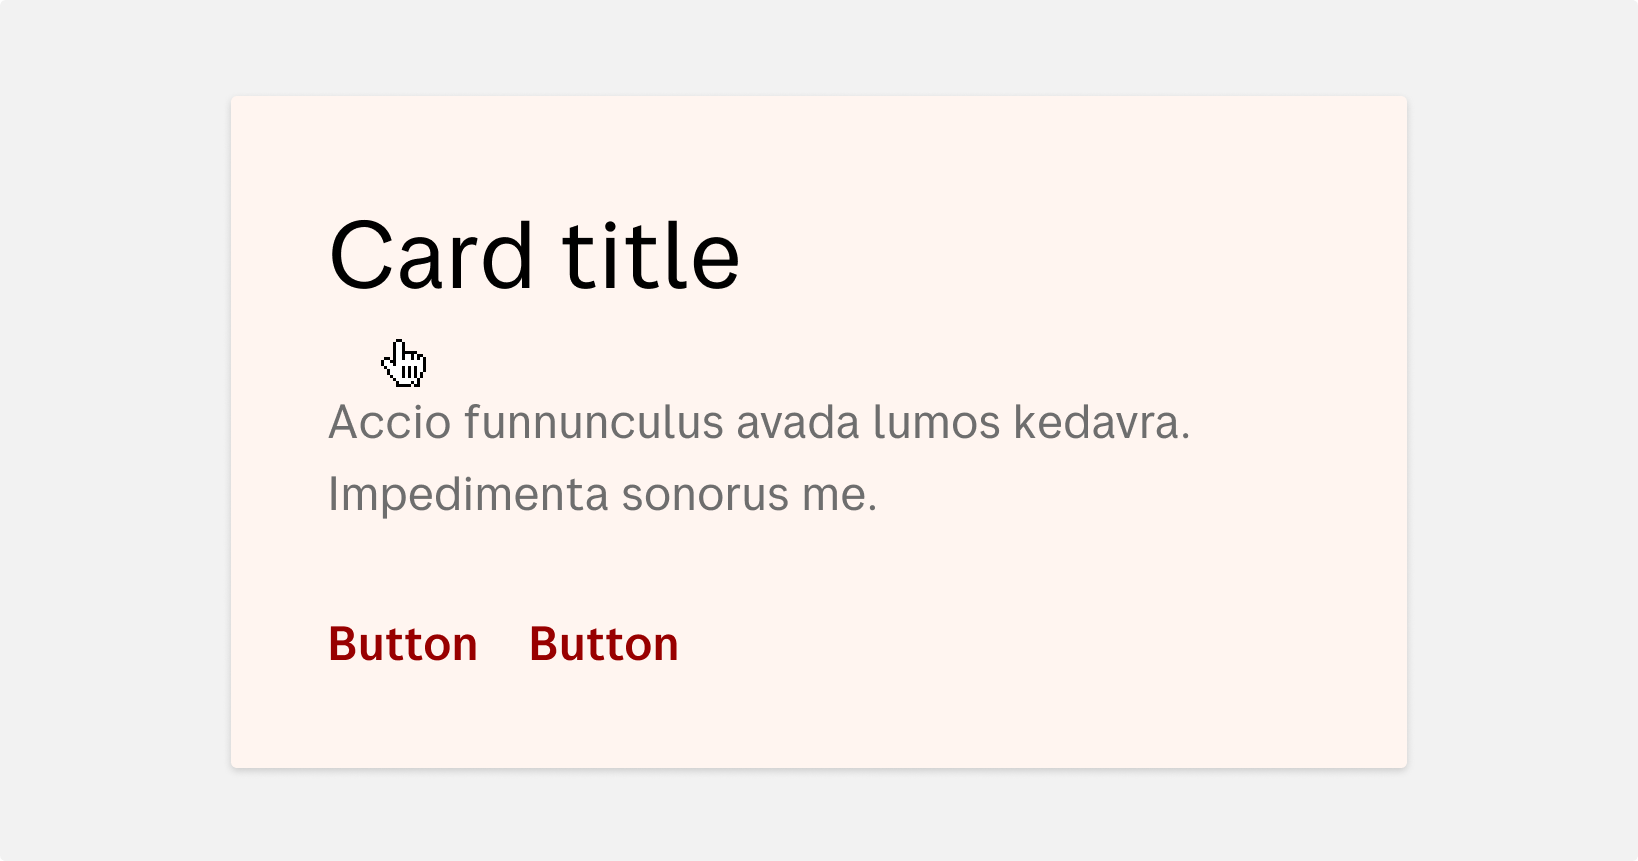 Card title
Accio funnunculus avada lumos kedavra.
Impedimenta sonorus me.
Button Button